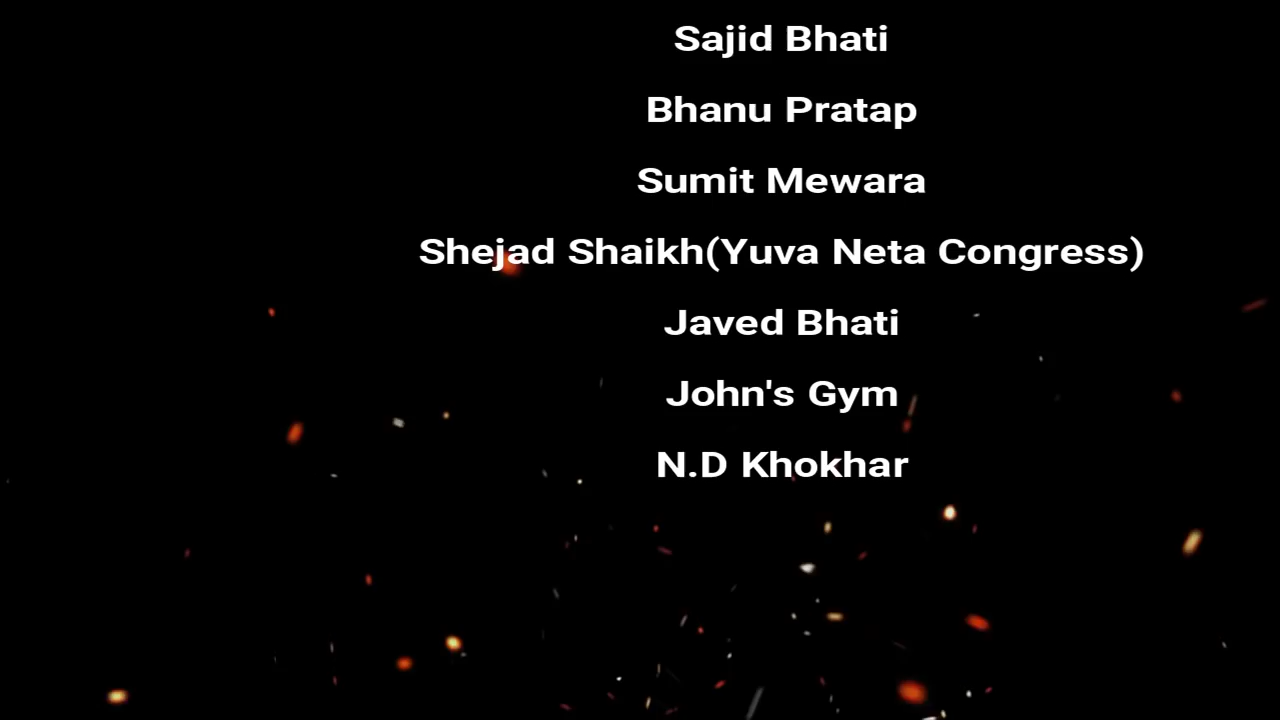 Sajid Bhati
Bhanu Pratap
Sumit Mewara
Shejad Shaikh(Yuva Neta Congress)
Javed Bhati
John's Gym
N.D Khokhar